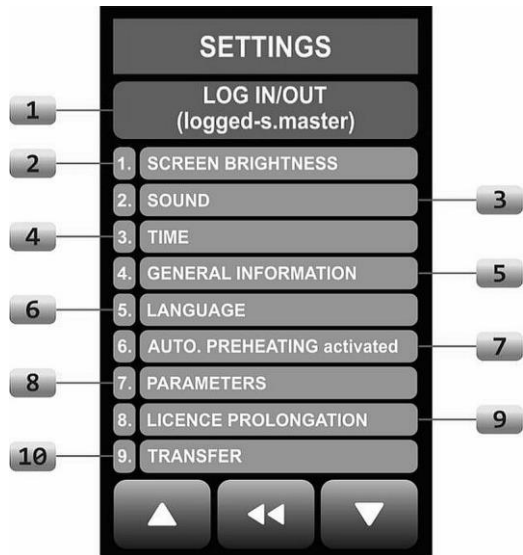 SETTINGS
1
LOG IN/OUT
(logged-s.master)
2
1. SCREEN BRIGHTNESS
2. SOUND
3
4
3. TIME
4. GENERAL INFORMATION
5
6
5. LANGUAGE
6. AUTO. PREHEATING activated
7
8
7. PARAMETERS
8. LICENCE PROLONGATION
9
10
9. TRANSFER